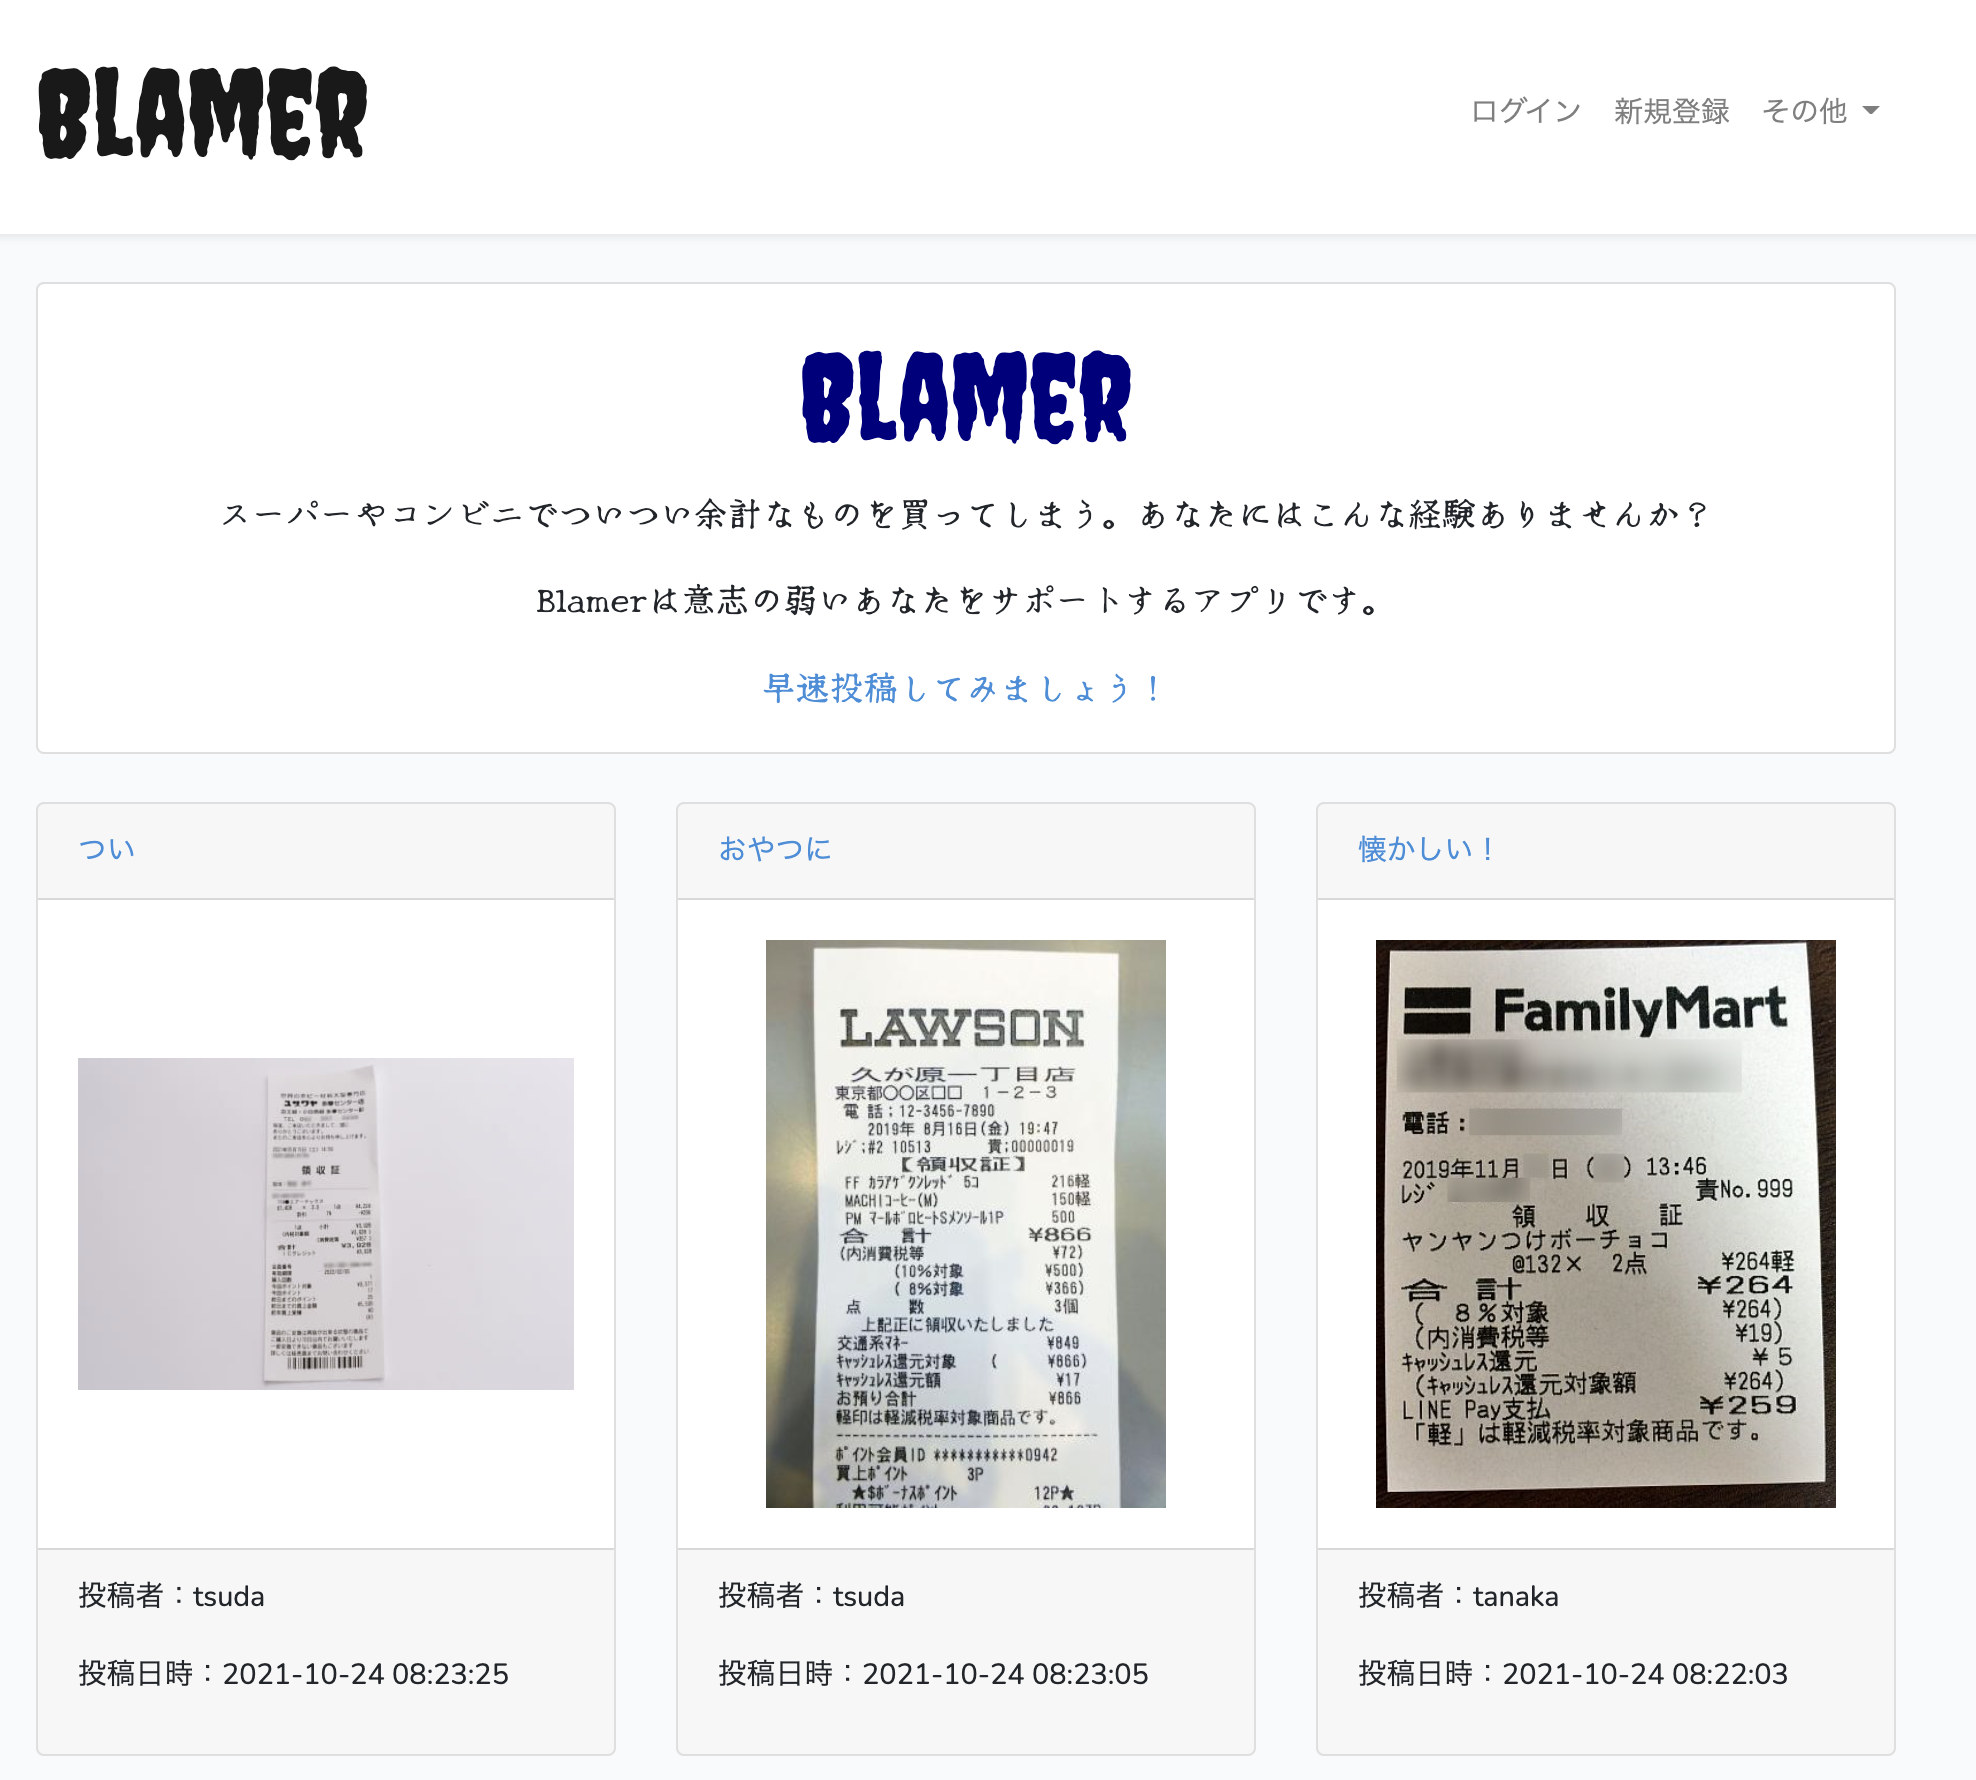 BLAMER
ログイン 新規登録 その他
BLAMER
スーパーやコンビニでついつい余計なものを買ってしまう。あなたにはこんな経験ありませんか？
Blamerは意志の弱いあなたをサポートするアプリです。
早速投稿してみましょう！
つい
ユザワヤ
領収証
投稿者：tsuda
投稿日時：2021-10-24 08:23:25
おやつに
LAWSON
久が原一丁目店
東京都〇〇区□□ 1-2-3
電 話:12-3456-7890
2019年 8月16日(金) 19:47
ﾚｼﾞ:#2 10513 責:00000019
【領収証】
FF ｶﾗｱｹﾞｸﾝﾚｯﾄﾞ 5コ 216軽
MACHIｺｰﾋｰ(M) 150軽
PM ﾏｰﾙﾎﾞﾛﾋｰﾄSﾒﾝｿｰﾙ1P 500
合 計 ¥866
(内消費税等 ¥72)
(10%対象 ¥500)
( 8%対象 ¥366)
点 数 3個
上記正に領収いたしました
交通系ﾏﾈｰ ¥849
ｷｬｯｼｭﾚｽ還元対象 ( ¥866)
ｷｬｯｼｭﾚｽ還元額 ¥17
お預り合計 ¥866
軽印は軽減税率対象商品です。
ﾎﾟｲﾝﾄ会員ID ***********0942
買上ﾎﾟｲﾝﾄ 3P
★$ﾎﾞｰﾅｽﾎﾟｲﾝﾄ 12P★
投稿者：tsuda
投稿日時：2021-10-24 08:23:05
懐かしい！
FamilyMart
電話：
2019年11月 日( ) 13:46
ﾚｼﾞ 責No.999
領 収 証
ヤンヤンつけボーチョコ
@132× 2点 ¥264軽
合 計 ¥264
( 8%対象 ¥264)
(内消費税等 ¥19)
ｷｬｯｼｭﾚｽ還元 ¥ 5
(ｷｬｯｼｭﾚｽ還元対象額 ¥264)
LINE Pay支払 ¥259
「軽」は軽減税率対象商品です。
投稿者：tanaka
投稿日時：2021-10-24 08:22:03